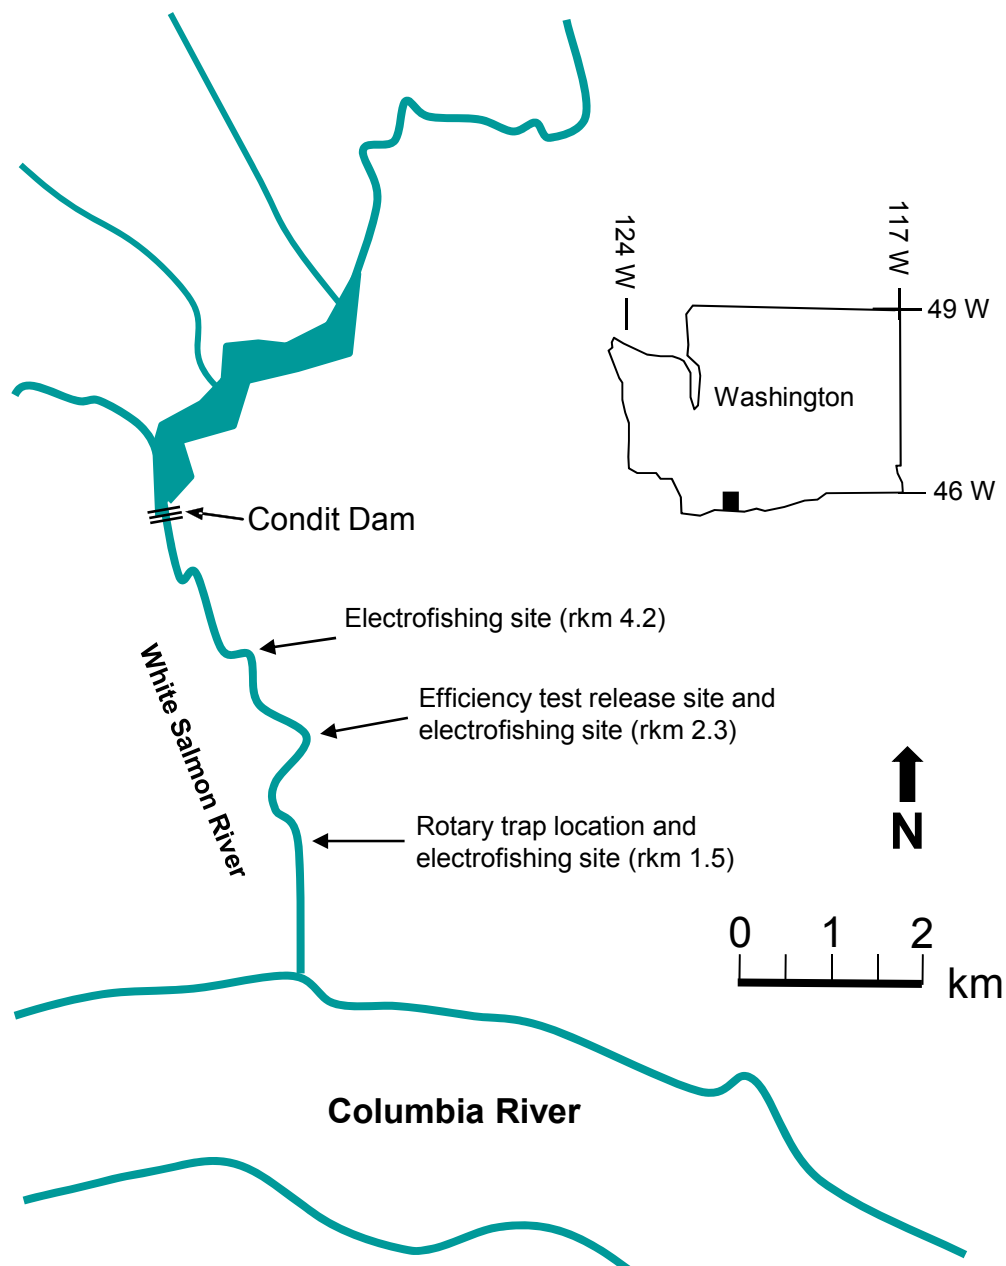 124 W
117 W
49 W
Washington
46 W
Condit Dam
Electrofishing site (rkm 4.2)
White Salmon River
Efficiency test release site and
electrofishing site (rkm 2.3)
Rotary trap location and
electrofishing site (rkm 1.5)
N
0 1 2
km
Columbia River